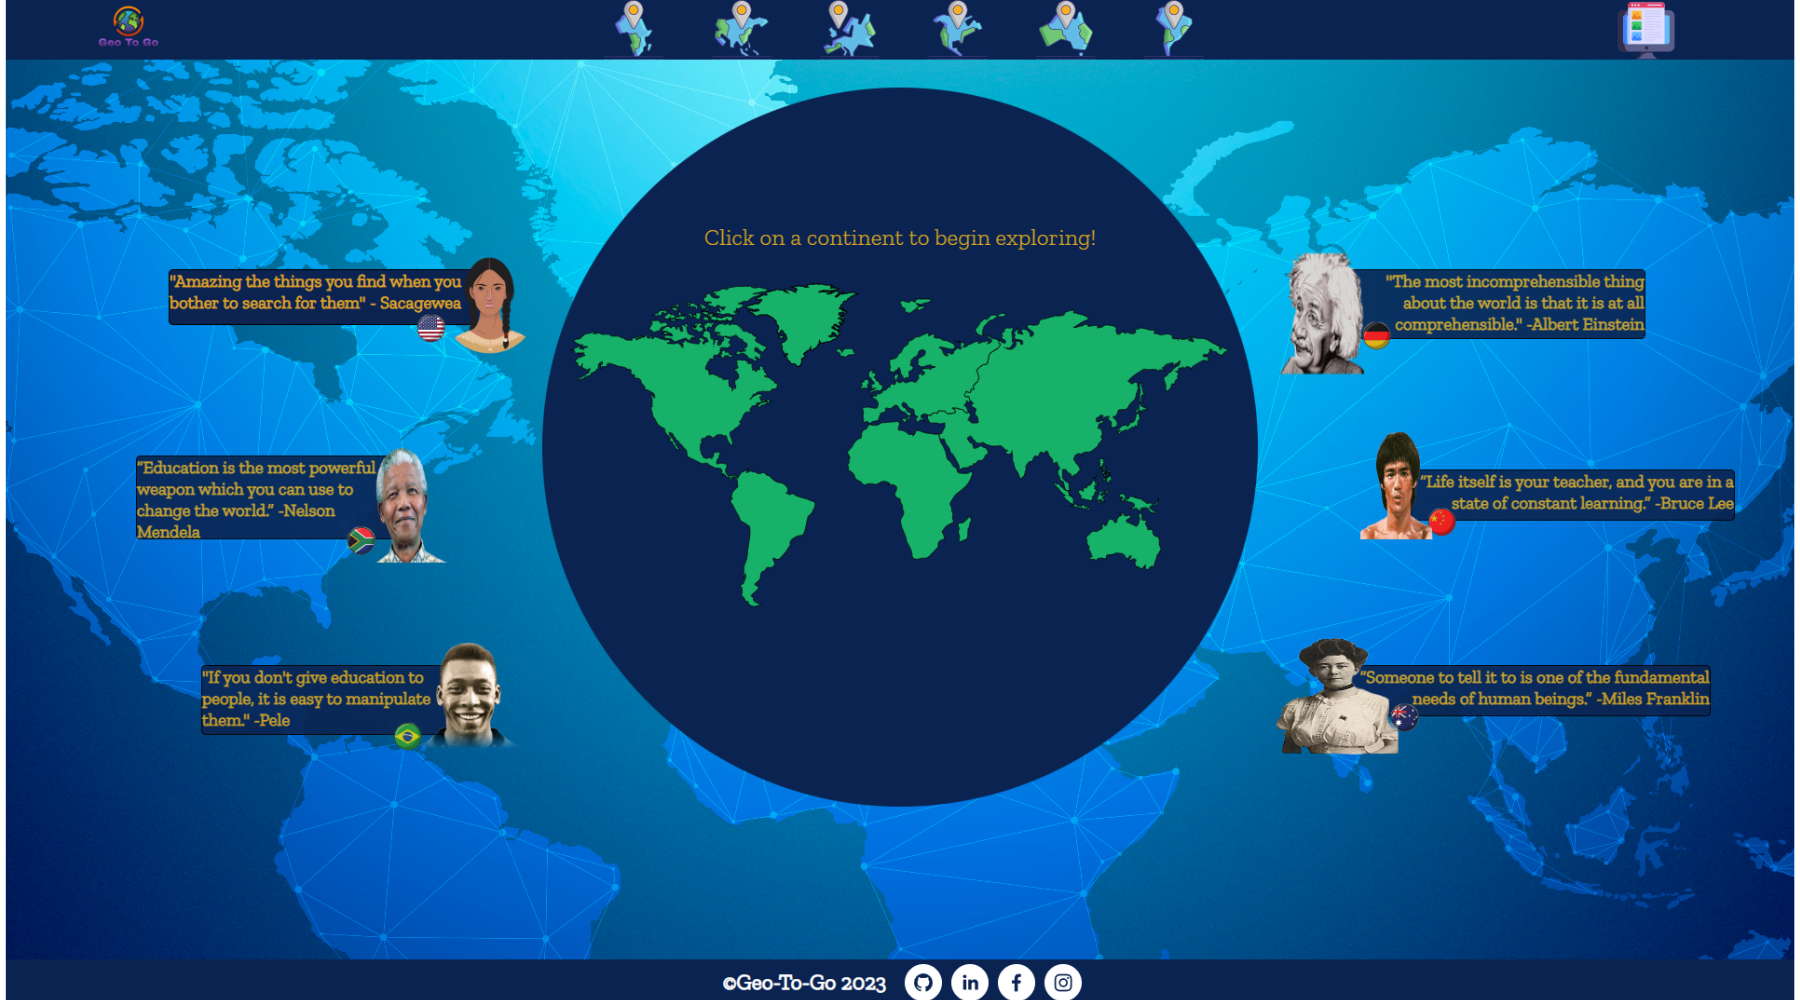 Geo To Go
Click on a continent to begin exploring!
"Amazing the things you find when you
bother to search for them" - Sacagewea
"The most incomprehensible thing
about the world is that it is at all
comprehensible." -Albert Einstein
“Education is the most powerful
weapon which you can use to
change the world.” -Nelson
Mendela
“Life itself is your teacher, and you are in a
state of constant learning.” -Bruce Lee
"If you don't give education to
people, it is easy to manipulate
them." -Pele
“Someone to tell it to is one of the fundamental
needs of human beings.” -Miles Franklin
©Geo-To-Go 2023
in
f